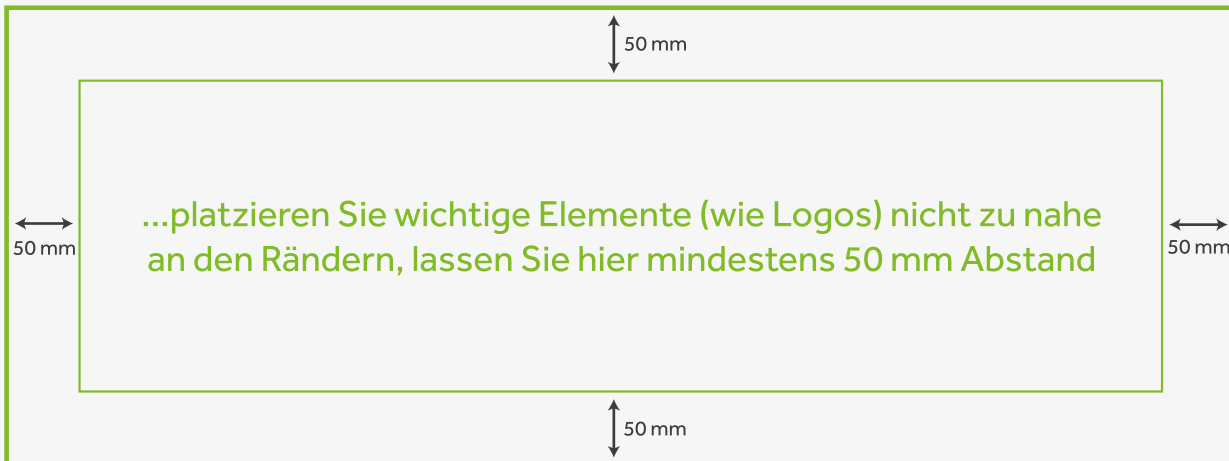 50 mm
...platzieren Sie wichtige Elemente (wie Logos) nicht zu nahe
an den Rändern, lassen Sie hier mindestens 50 mm Abstand
50 mm
50 mm
50 mm